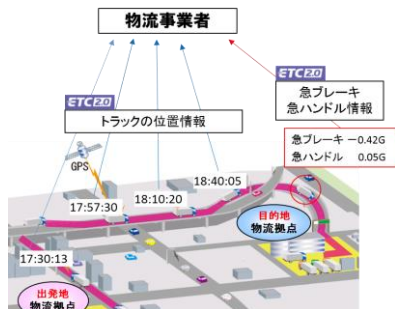 物流事業者
ETC2.0
急ブレーキ
急ハンドル情報
ETC2.0
トラックの位置情報
急ブレーキ －0.42G
急ハンドル 0.05G
GPS
18:40:05
18:10:20
17:57:30
目的地
物流拠点
17:30:13
出発地
物流拠点